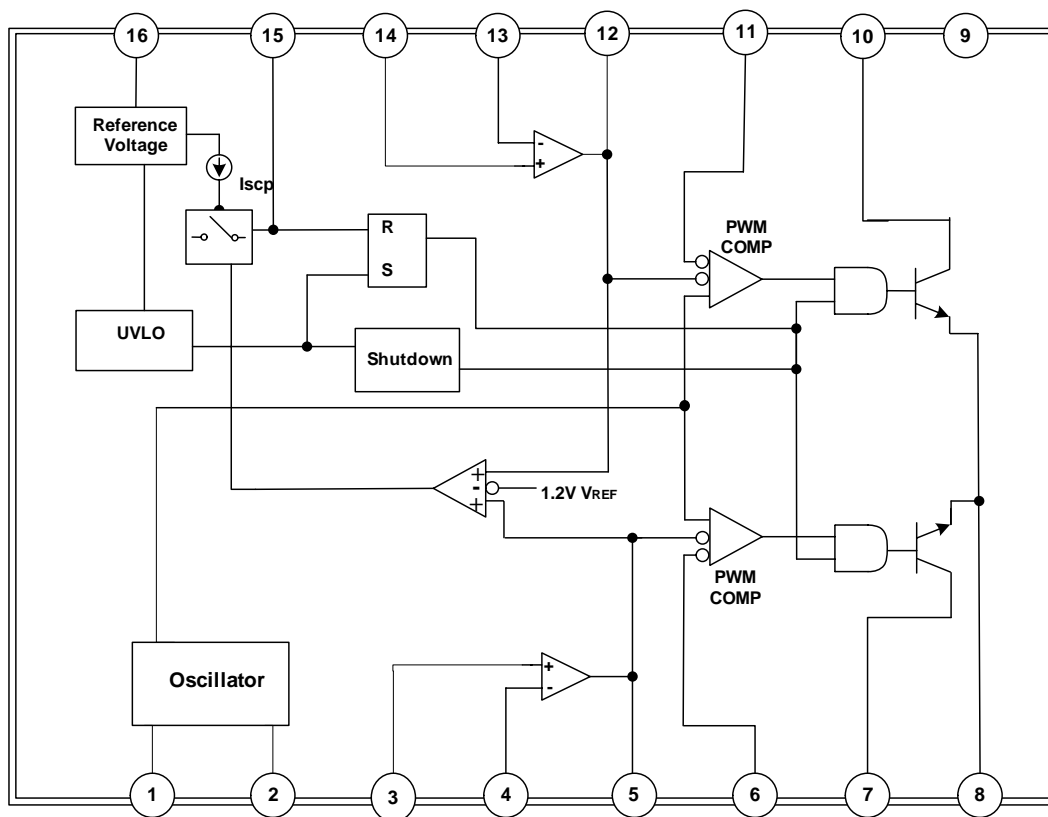 16 15 14 13 12 11 10 9
Reference
Voltage
Iscp
-
+
R
S
PWM
COMP
UVLO
Shutdown
+
-
+
1.2V VREF
PWM
COMP
Oscillator
+
-
1 2 3 4 5 6 7 8